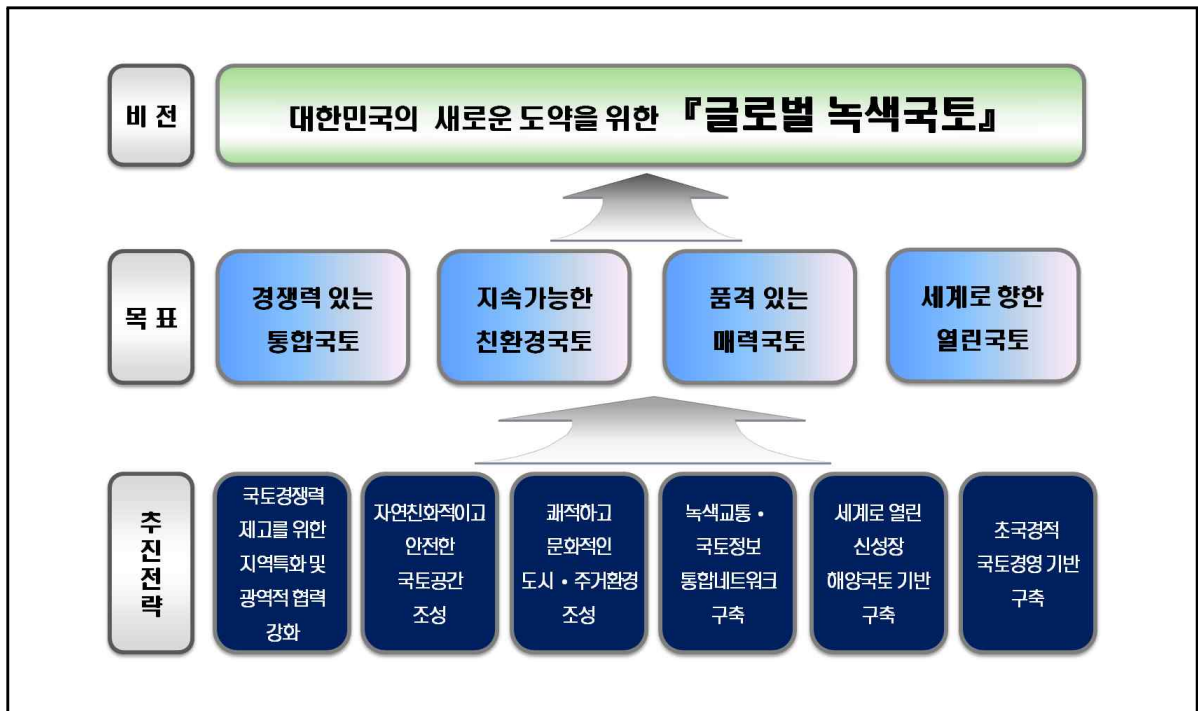 비 전
대한민국의 새로운 도약을 위한 『글로벌 녹색국토』
목 표
경쟁력 있는
통합국토
지속가능한
친환경국토
품격 있는
매력국토
세계로 향한
열린국토
추진전략
국토경쟁력
제고를 위한
지역특화 및
광역적 협력
강화
자연친화적이고
안전한
국토공간
조성
쾌적하고
문화적인
도시 • 주거환경
조성
녹색교통 •
국토정보
통합네트워크
구축
세계로 열린
신성장
해양국토 기반
구축
초국경적
국토경영 기반
구축